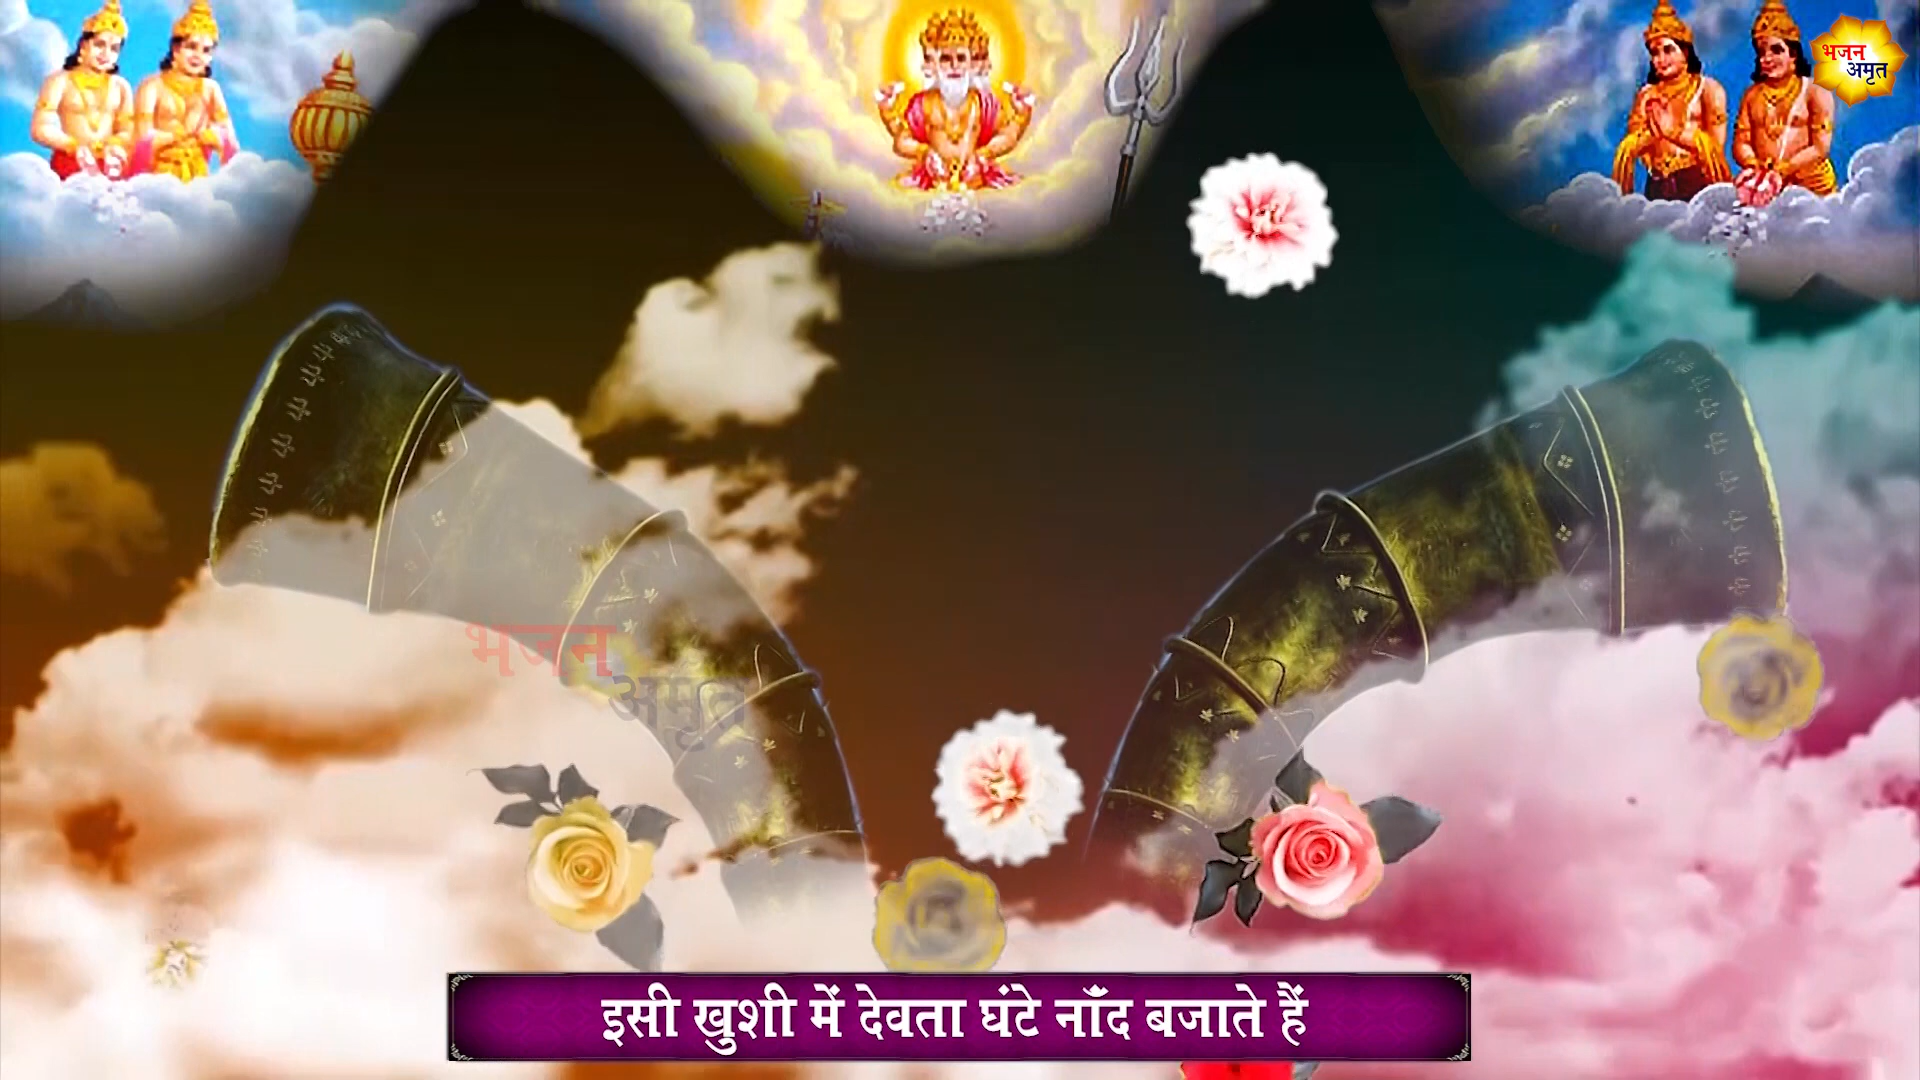 भजन
अमृत
भजन
अमृत
इसी खुशी में देवता घंटे नाँद बजाते हैं